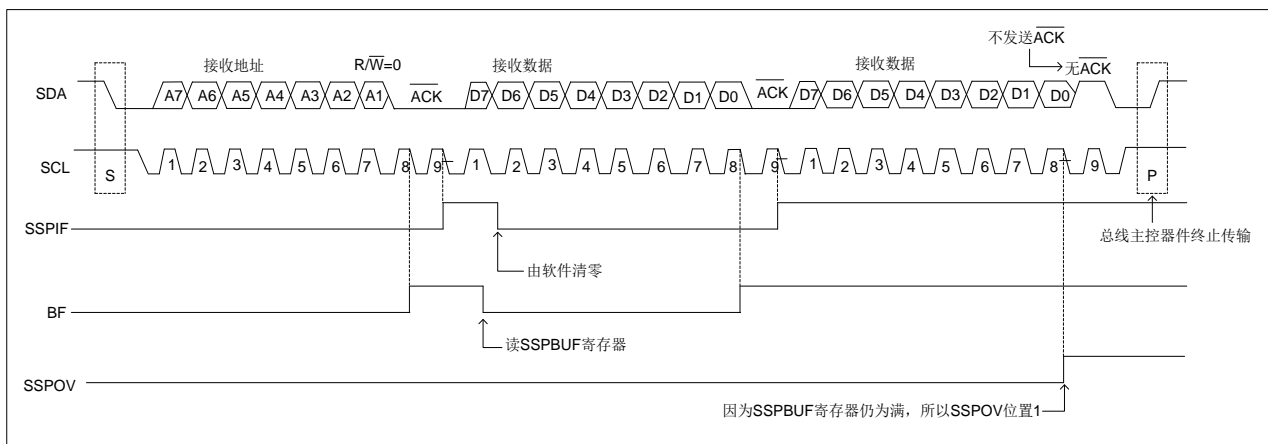 不发送ACK
接收地址
R/W=0
接收数据
接收数据
无ACK
SDA
A7 A6 A5 A4 A3 A2 A1
ACK
D7 D6 D5 D4 D3 D2 D1 D0
ACK
D7 D6 D5 D4 D3 D2 D1 D0
SCL
S
1 2 3 4 5 6 7 8 9
1 2 3 4 5 6 7 8 9
1 2 3 4 5 6 7 8 9
P
SSPIF
总线主控器件终止传输
由软件清零
BF
读SSPBUF寄存器
SSPOV
因为SSPBUF寄存器仍为满，所以SSPOV位置1